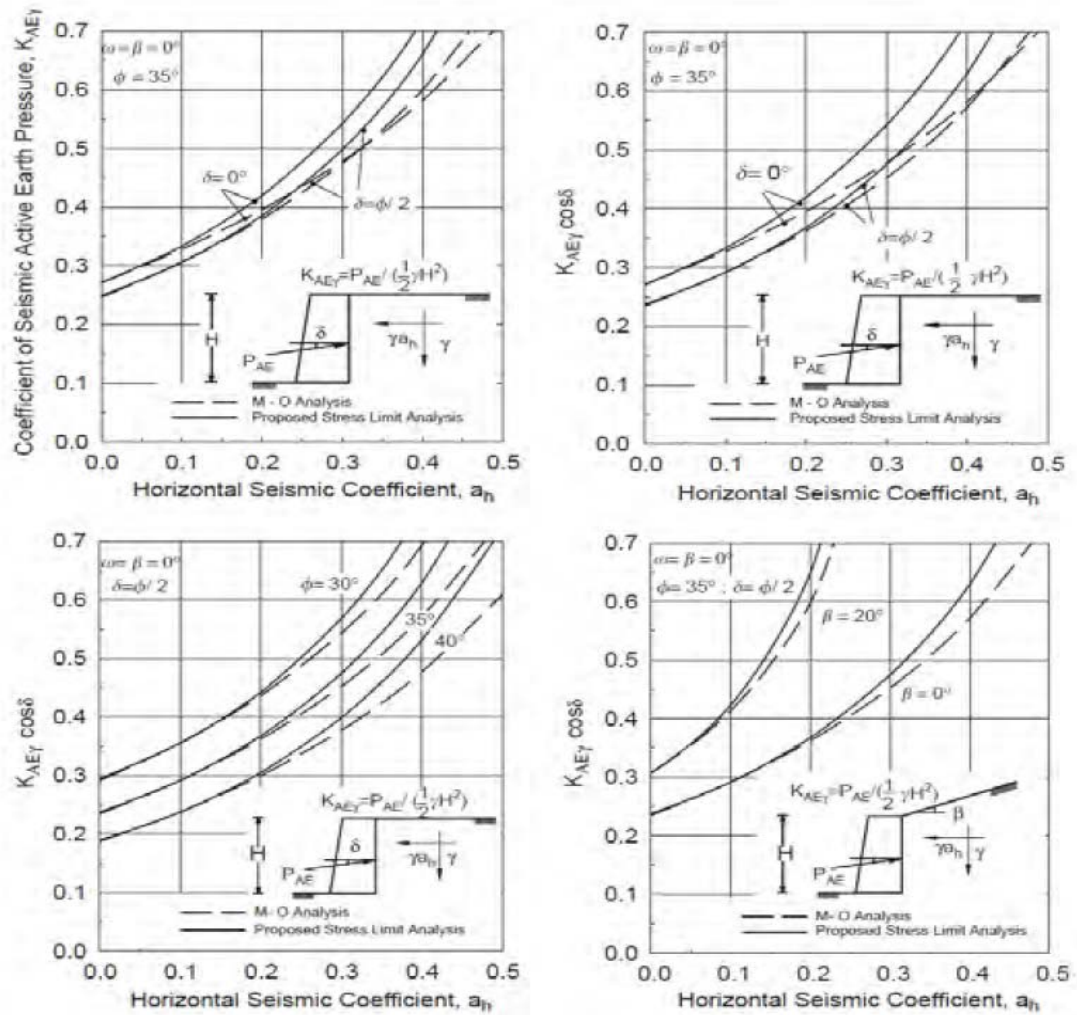 Coefficient of Seismic Active Earth Pressure, K_AEγ
0.7
0.6
0.5
0.4
0.3
0.2
0.1
0.0
ω=β=0°
ϕ=35°
δ=0°
δ=ϕ/2
K_AEγ=P_AE/(1/2 γH²)
H
δ
P_AE
γa_h
γ
M - O Analysis
Proposed Stress Limit Analysis
0.0 0.1 0.2 0.3 0.4 0.5
Horizontal Seismic Coefficient, a_h
K_AEγ cosδ
0.7
0.6
0.5
0.4
0.3
0.2
0.1
0.0
ω=β=0°
ϕ=35°
δ=0°
δ=ϕ/2
K_AEγ=P_AE/(1/2 γH²)
H
δ
P_AE
γa_h
γ
M - O Analysis
Proposed Stress Limit Analysis
0.0 0.1 0.2 0.3 0.4 0.5
Horizontal Seismic Coefficient, a_h
K_AEγ cosδ
0.7
0.6
0.5
0.4
0.3
0.2
0.1
0.0
ω=β=0°
δ=ϕ/2
ϕ=30°
35°
40°
K_AEγ=P_AE/(1/2 γH²)
H
δ
P_AE
γa_h
γ
M- O Analysis
Proposed Stress Limit Analysis
0.0 0.1 0.2 0.3 0.4 0.5
Horizontal Seismic Coefficient, a_h
K_AEγ cosδ
0.7
0.6
0.5
0.4
0.3
0.2
0.1
0.0
ω=β=0°
ϕ=35° ; δ=ϕ/2
β=20°
β=0°
K_AEγ=P_AE/(1/2 γH²)
β
H
δ
P_AE
γa_h
γ
M- O Analysis
Proposed Stress Limit Analysis
0.0 0.1 0.2 0.3 0.4 0.5
Horizontal Seismic Coefficient, a_h